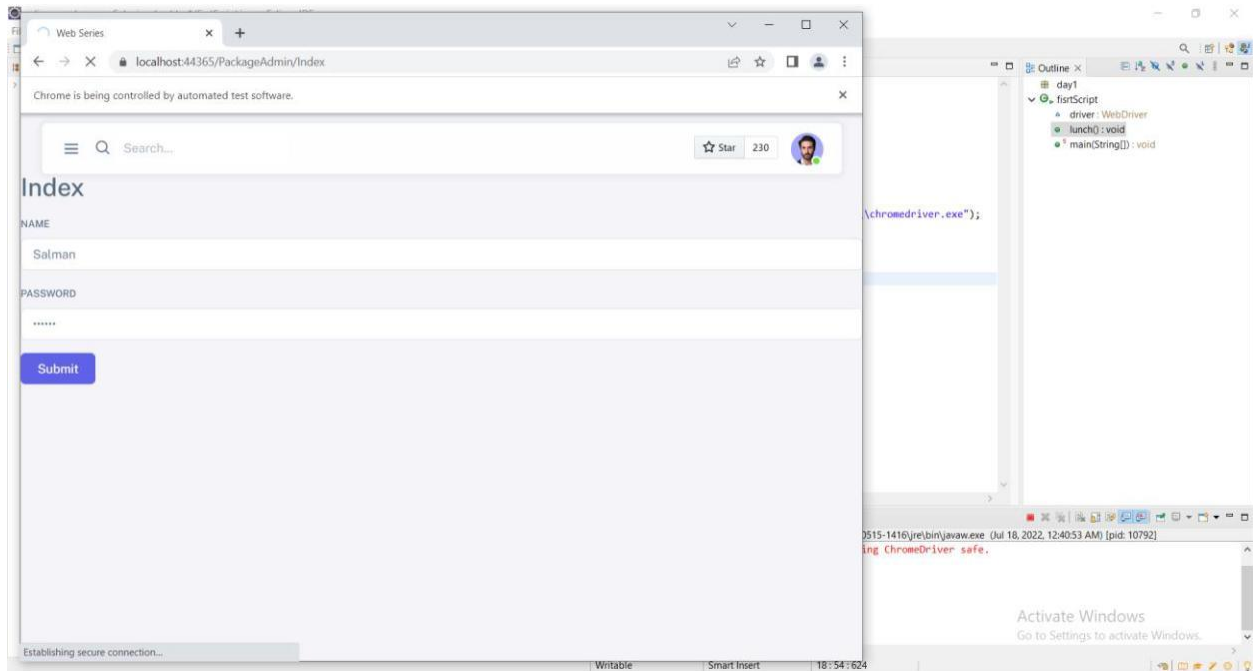 Web Series
localhost:44365/PackageAdmin/Index
Chrome is being controlled by automated test software.
Search...
Star 230
Index
NAME
Salman
PASSWORD
••••••
Submit
Establishing secure connection...
\chromedriver.exe");
Outline
day1
fisrtScript
driver : WebDriver
lunch() : void
main(String[]) : void
0515-1416\jre\bin\javaw.exe (Jul 18, 2022, 12:40:53 AM) [pid: 10792]
ing ChromeDriver safe.
Activate Windows
Go to Settings to activate Windows.
Writable
Smart Insert
18 : 54 : 624